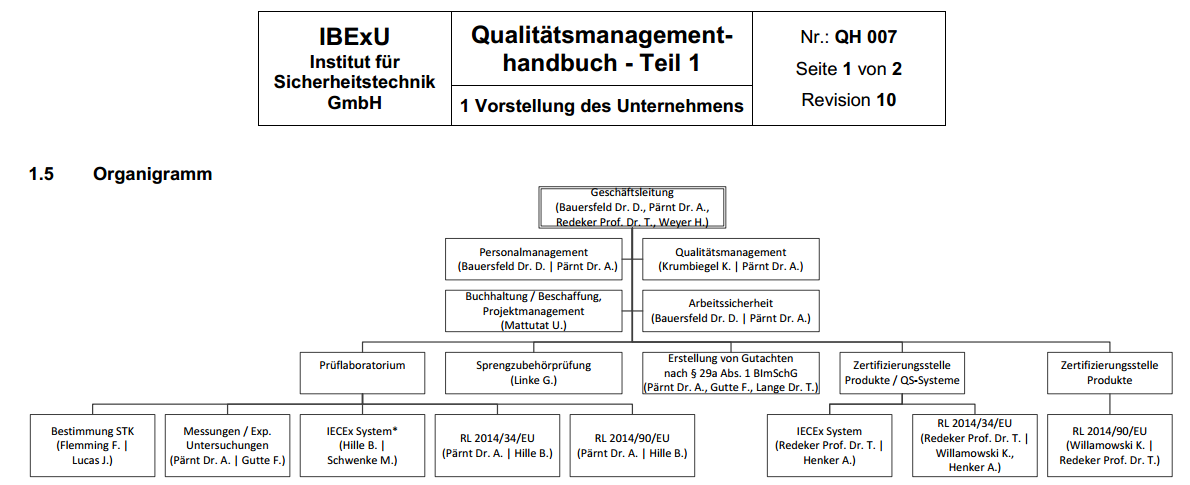 IBExU
Institut für
Sicherheitstechnik
GmbH
Qualitätsmanagement-
handbuch - Teil 1
1 Vorstellung des Unternehmens
Nr.: QH 007
Seite 1 von 2
Revision 10
1.5 Organigramm
Geschäftsleitung
(Bauersfeld Dr. D., Pärnt Dr. A.,
Redeker Prof. Dr. T., Weyer H.)
Personalmanagement
(Bauersfeld Dr. D. | Pärnt Dr. A.)
Qualitätsmanagement
(Krumbiegel K. | Pärnt Dr. A.)
Buchhaltung / Beschaffung,
Projektmanagement
(Mattutat U.)
Arbeitssicherheit
(Bauersfeld Dr. D. | Pärnt Dr. A.)
Prüflaboratorium
Sprengzubehörprüfung
(Linke G.)
Erstellung von Gutachten
nach § 29a Abs. 1 BImSchG
(Pärnt Dr. A., Gutte F., Lange Dr. T.)
Zertifizierungsstelle
Produkte / QS-Systeme
Zertifizierungsstelle
Produkte
Bestimmung STK
(Flemming F. |
Lucas J.)
Messungen / Exp.
Untersuchungen
(Pärnt Dr. A. | Gutte F.)
IECEx System*
(Hille B. |
Schwenke M.)
RL 2014/34/EU
(Pärnt Dr. A. | Hille B.)
RL 2014/90/EU
(Pärnt Dr. A. | Hille B.)
IECEx System
(Redeker Prof. Dr. T. |
Henker A.)
RL 2014/34/EU
(Redeker Prof. Dr. T. |
Willamowski K.,
Henker A.)
RL 2014/90/EU
(Willamowski K. |
Redeker Prof. Dr. T.)